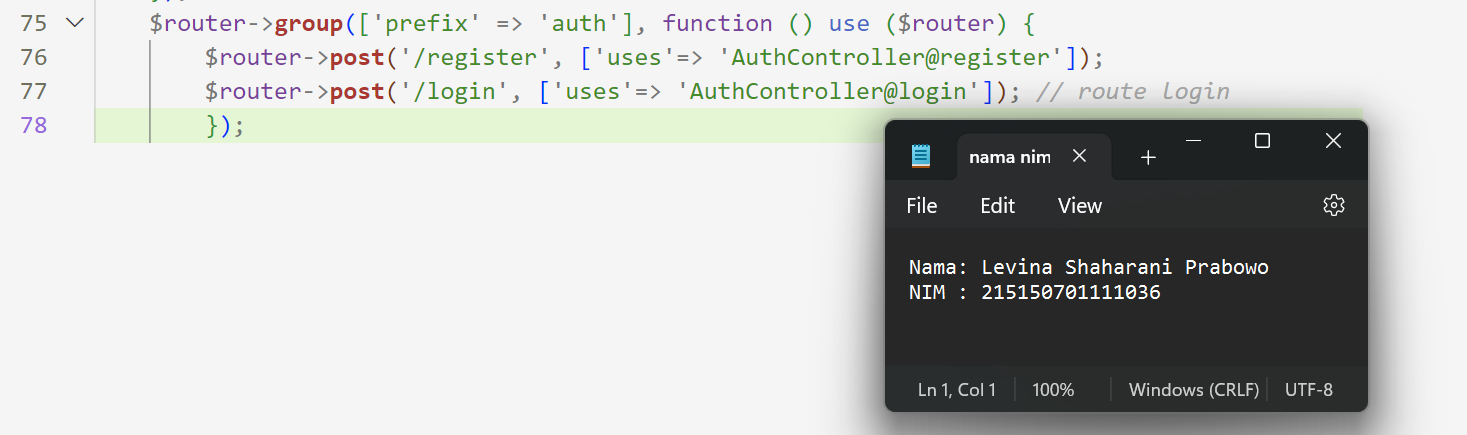 75 $router->group(['prefix' => 'auth'], function () use ($router) {
76 $router->post('/register', ['uses'=> 'AuthController@register']);
77 $router->post('/login', ['uses'=> 'AuthController@login']); // route login
78 });
nama nim
File Edit View
Nama: Levina Shaharani Prabowo
NIM : 215150701111036
Ln 1, Col 1 100% Windows (CRLF) UTF-8